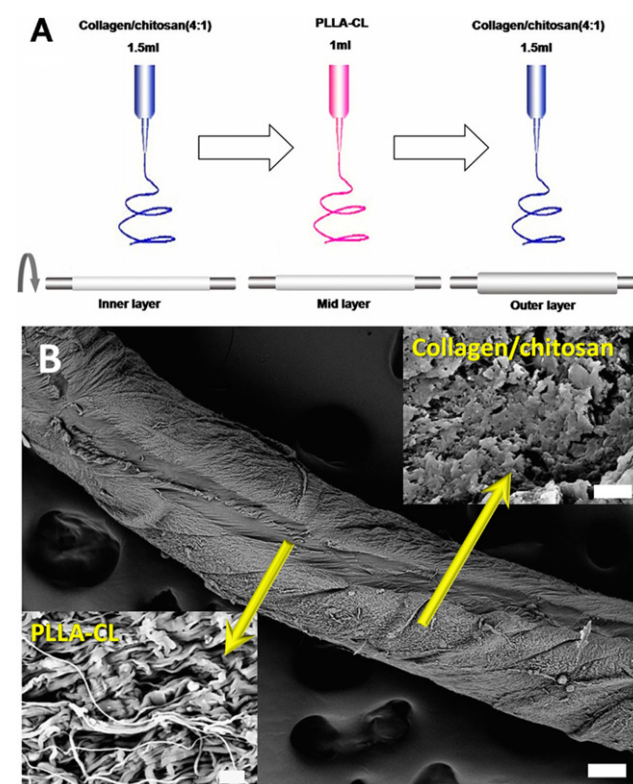 A
Collagen/chitosan(4:1)
1.5ml
PLLA-CL
1ml
Collagen/chitosan(4:1)
1.5ml
Inner layer
Mid layer
Outer layer
B
Collagen/chitosan
PLLA-CL